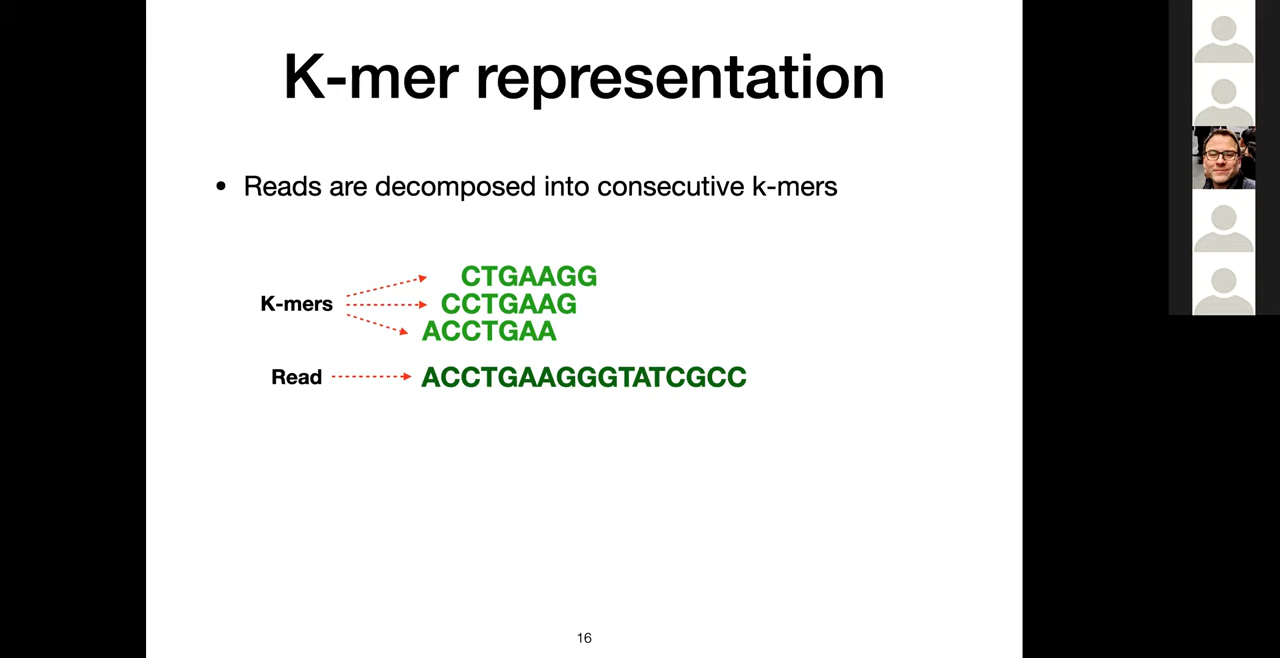 K-mer representation
• Reads are decomposed into consecutive k-mers
CTGAAGG
K-mers CCTGAAG
ACCTGAA
Read ACCTGAAGGGTATCGCC
16